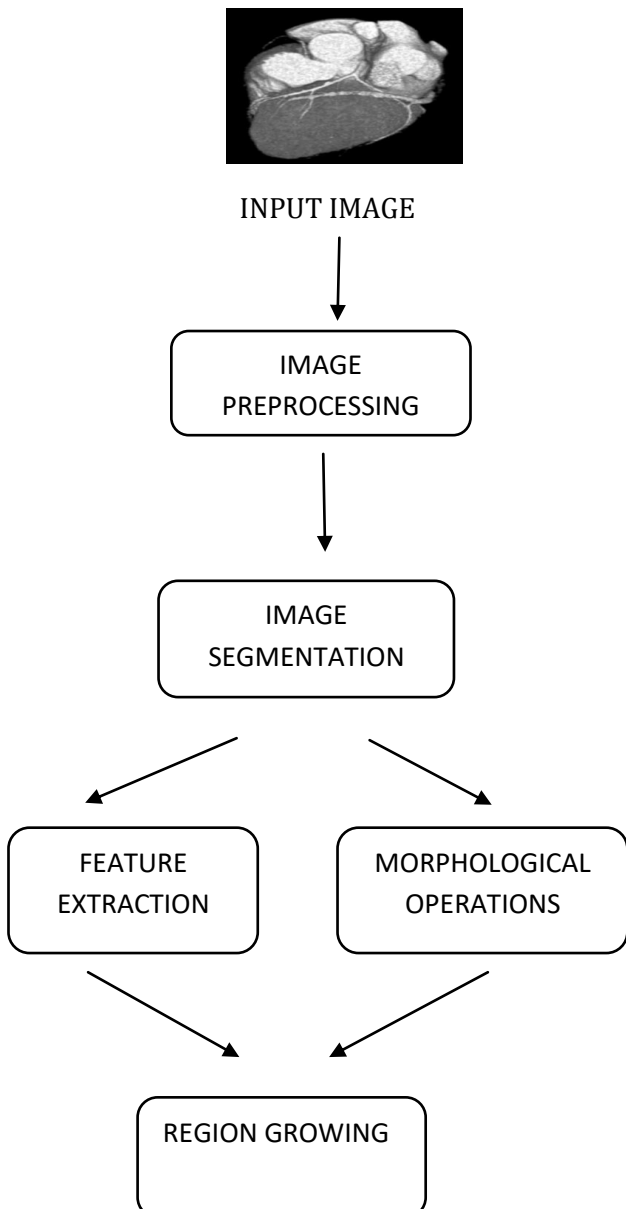 INPUT IMAGE
IMAGE
PREPROCESSING
IMAGE
SEGMENTATION
FEATURE
EXTRACTION
MORPHOLOGICAL
OPERATIONS
REGION GROWING